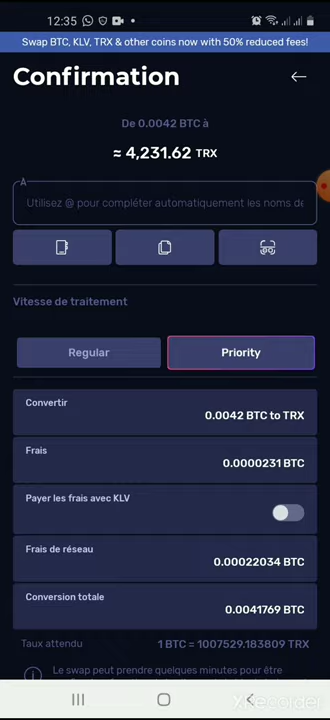 12:35
Swap BTC, KLV, TRX & other coins now with 50% reduced fees!
Confirmation
De 0.0042 BTC à
≈ 4,231.62 TRX
A
Utilisez @ pour compléter automatiquement les noms de
Vitesse de traitement
Regular
Priority
Convertir
0.0042 BTC to TRX
Frais
0.0000231 BTC
Payer les frais avec KLV
Frais de réseau
0.00022034 BTC
Conversion totale
0.0041769 BTC
Taux attendu
1 BTC = 1007529.183809 TRX
Le swap peut prendre quelques minutes pour être
XRecorder